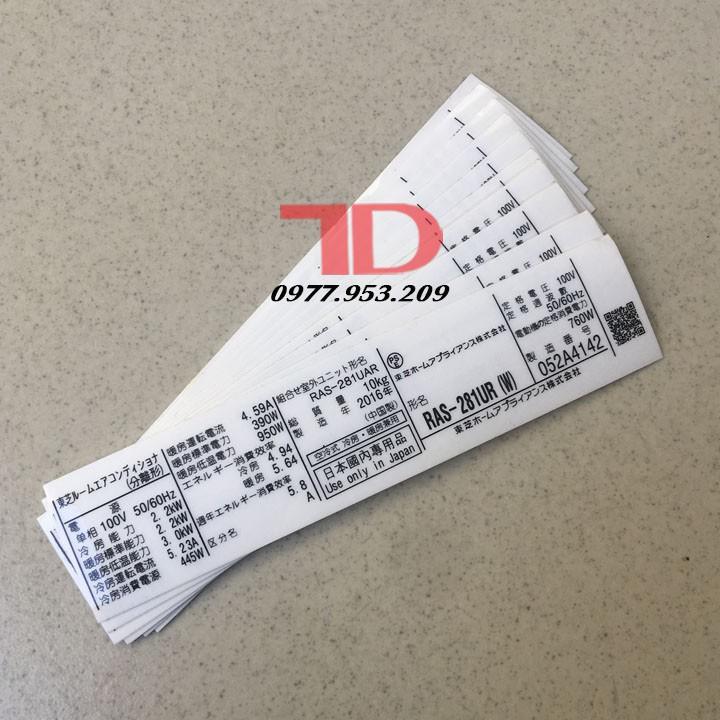 TD
0977.953.209
東芝ルームエアコンディショナ
(分離形)
電 源
単相 100V 50/60Hz
冷房能力 2.2kW
暖房標準能力 2.2kW
暖房低温能力 3.0kW
冷房運転電流 5.23A
冷房消費電源 445W
暖房運転電流 4.59A
暖房標準電力 390W
暖房低温電力 950W
エネルギー消費効率
冷房 4.94
暖房 5.64
週年エネルギー消費効率
5.8
区分名 A
組合せ室外ユニット形名
RAS-281UAR
総質量 10kg
製造年 2016年
(中国製)
空冷式 冷房・暖房兼用
日本國內專用品
Use only in Japan
PS
E
東芝ホームアプライアンス株式会社
形名
RAS-281UR (W)
東芝ホームアプライアンス株式会社
定格電圧 100V
定格週波數
50/60Hz
電動機の定格消費電力
760W
製造番号
052A4142
定格電圧 100V
定格電圧 100V
定格電圧 100V